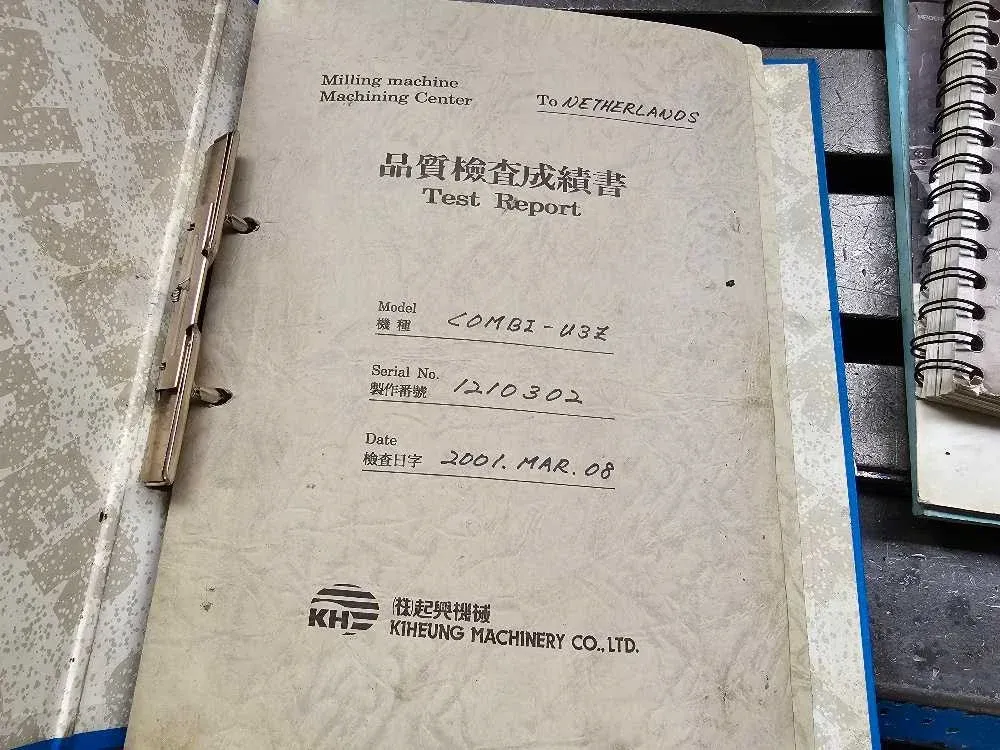 Milling machine
Machining Center
To NETHERLANDS
品質檢査成績書
Test Report
Model
機種 COMBI-U3Z
Serial No.
製作番號 1210302
Date
檢査日字 2001. MAR. 08
KH
(株)起興機械
KIHEUNG MACHINERY CO., LTD.